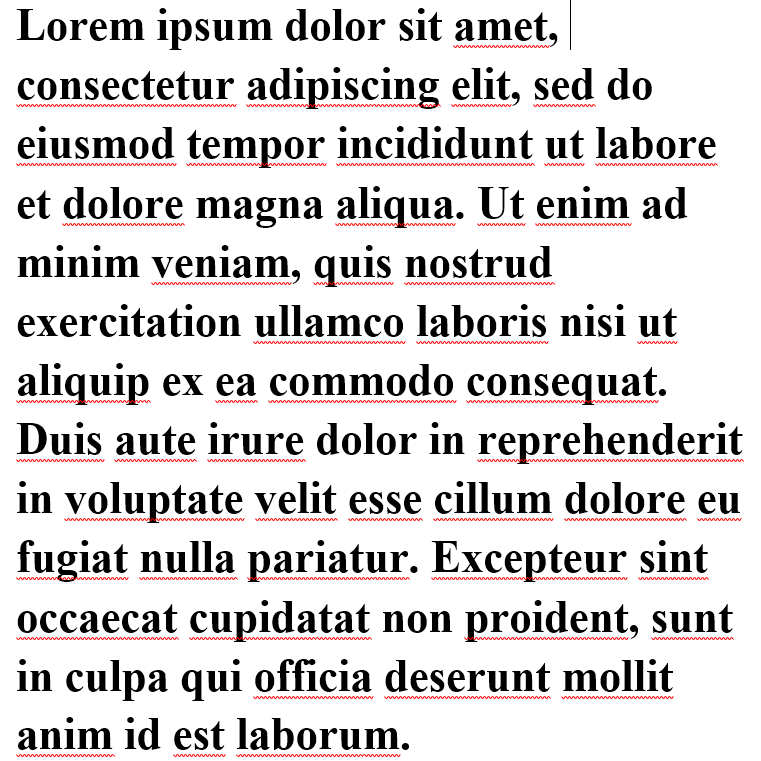 Lorem ipsum dolor sit amet,
consectetur adipiscing elit, sed do
eiusmod tempor incididunt ut labore
et dolore magna aliqua. Ut enim ad
minim veniam, quis nostrud
exercitation ullamco laboris nisi ut
aliquip ex ea commodo consequat.
Duis aute irure dolor in reprehenderit
in voluptate velit esse cillum dolore eu
fugiat nulla pariatur. Excepteur sint
occaecat cupidatat non proident, sunt
in culpa qui officia deserunt mollit
anim id est laborum.